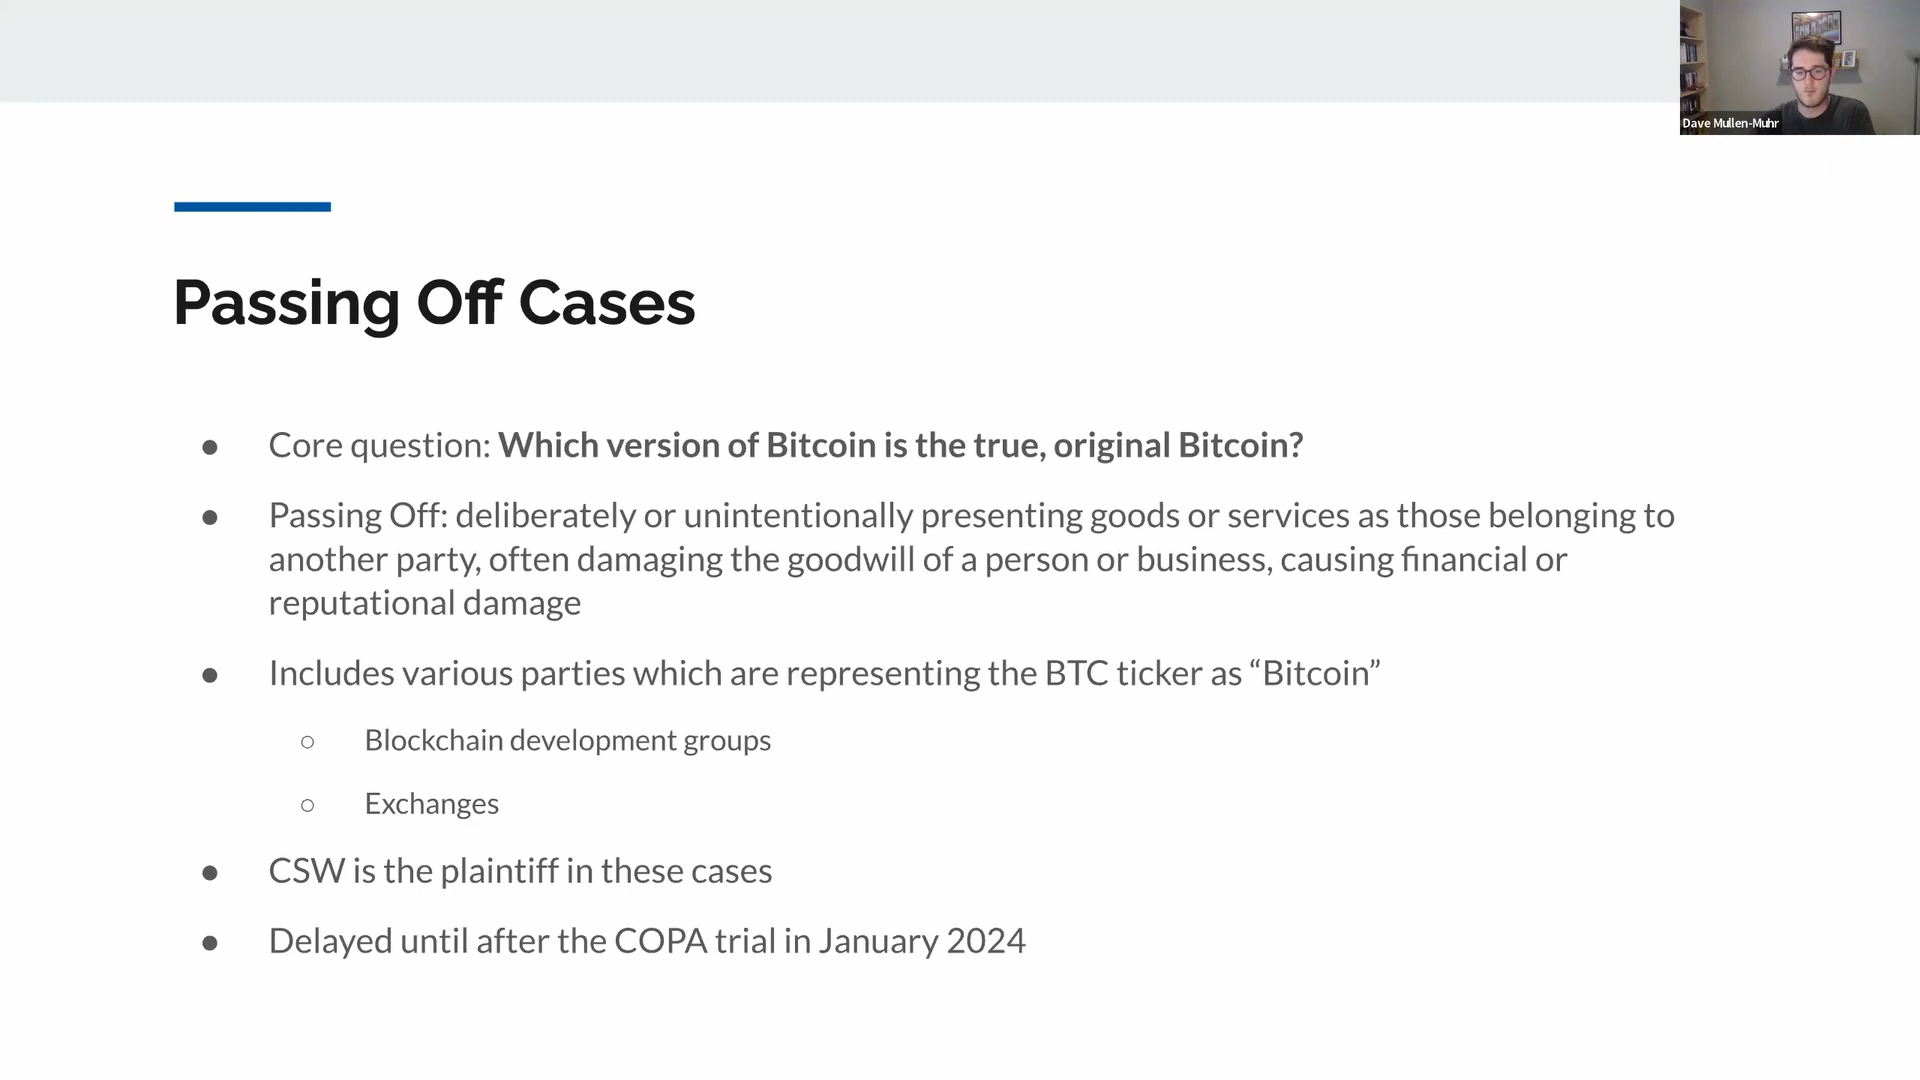 Dave Mullen-Muhr
Passing Off Cases
● Core question: Which version of Bitcoin is the true, original Bitcoin?
● Passing Off: deliberately or unintentionally presenting goods or services as those belonging to
another party, often damaging the goodwill of a person or business, causing financial or
reputational damage
● Includes various parties which are representing the BTC ticker as “Bitcoin”
○ Blockchain development groups
○ Exchanges
● CSW is the plaintiff in these cases
● Delayed until after the COPA trial in January 2024